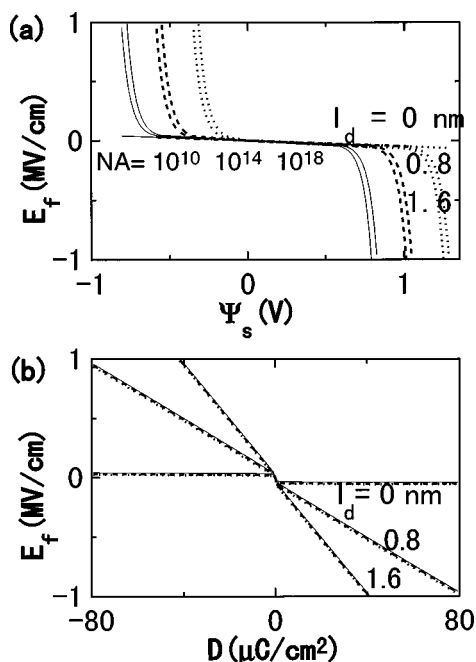 (a)
1
0
-1
E_f (MV/cm)
l_d = 0 nm
0.8
1.6
NA= 10^10 10^14 10^18
-1 0 1
Ψ_s (V)
(b)
1
0
-1
E_f (MV/cm)
l_d = 0 nm
0.8
1.6
-80 0 80
D (μC/cm²)